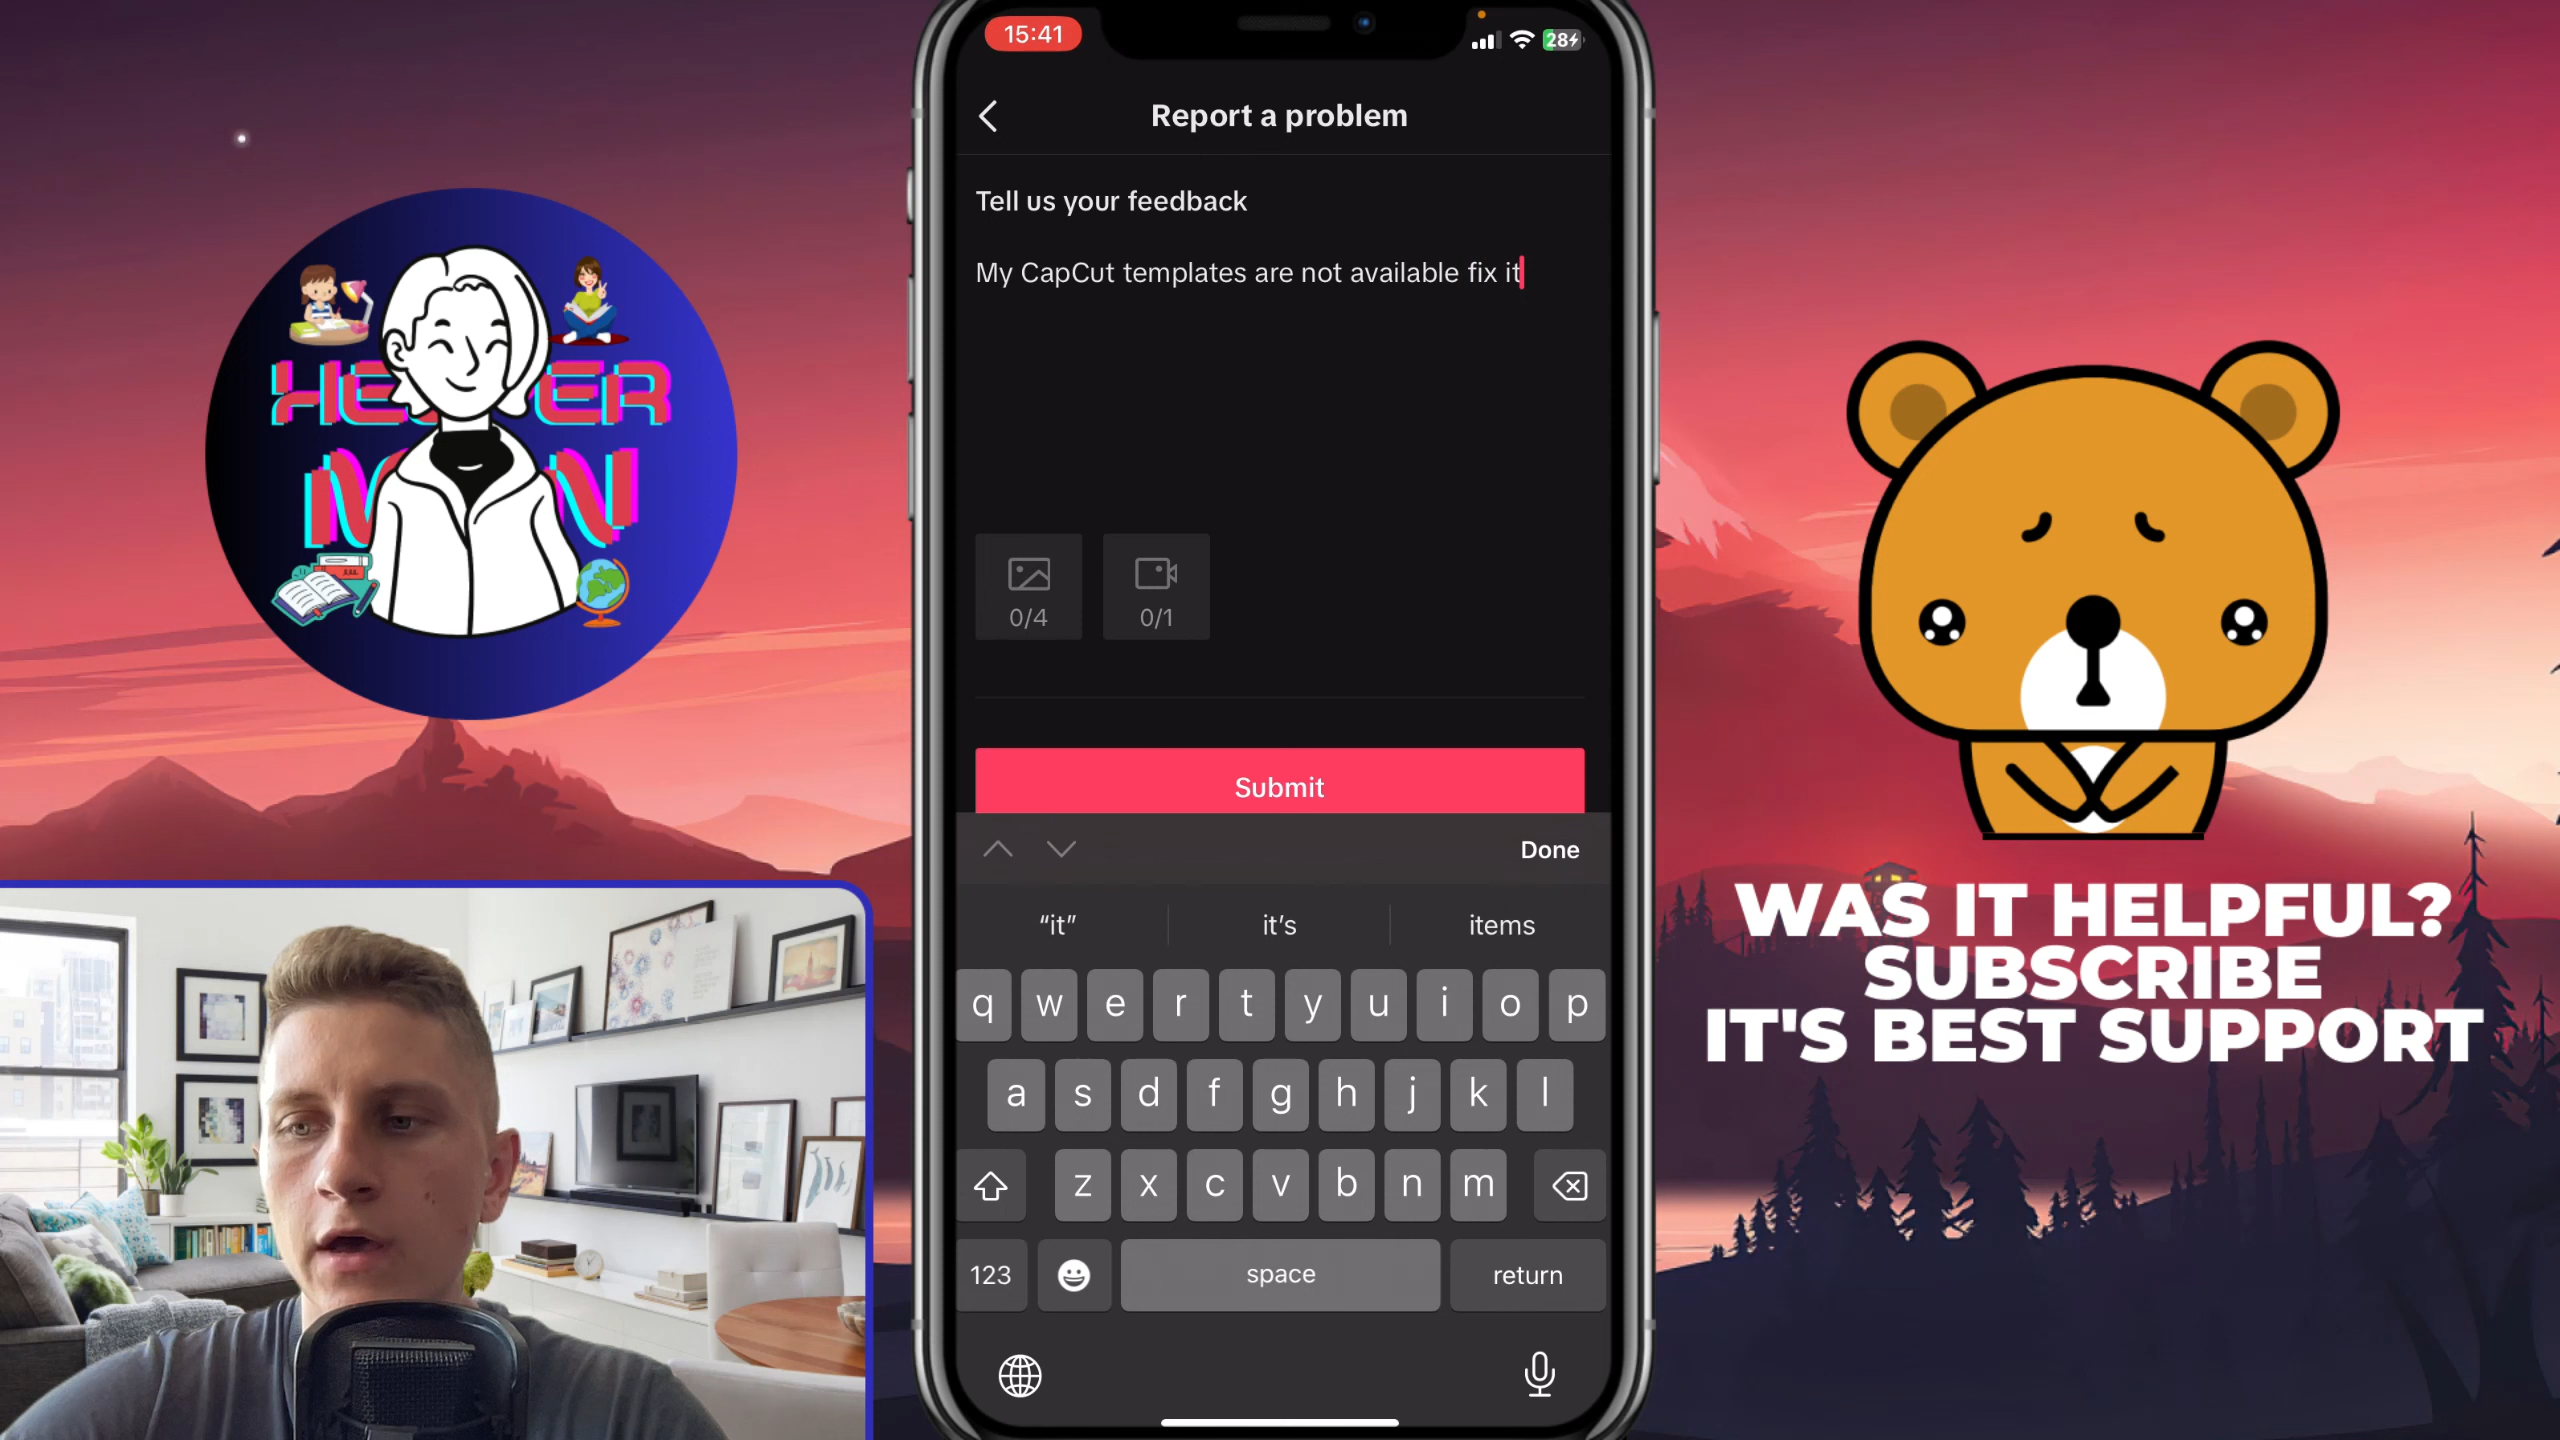 15:41
28
Report a problem
Tell us your feedback
My CapCut templates are not available fix it
0/4
0/1
Submit
Done
“it”
it’s
items
q w e r t y u i o p
a s d f g h j k l
z x c v b n m
123
space
return
WAS IT HELPFUL?
SUBSCRIBE
IT'S BEST SUPPORT